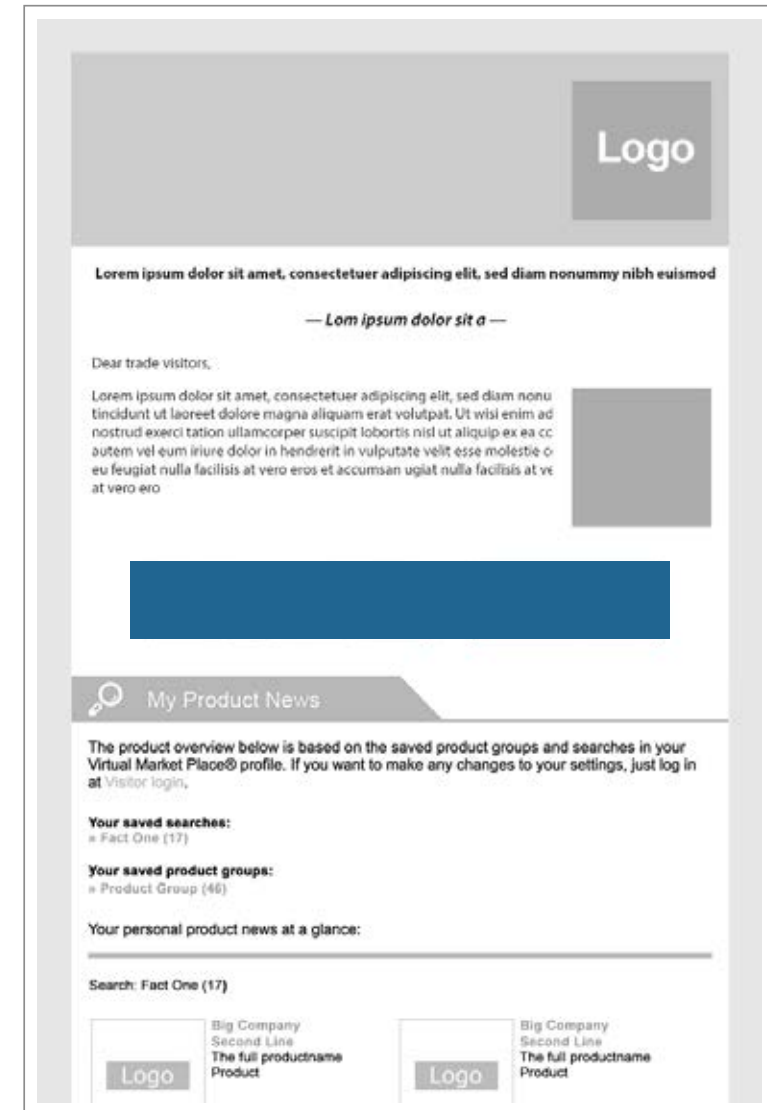 Logo
Lorem ipsum dolor sit amet, consectetuer adipiscing elit, sed diam nonummy nibh euismod
— Lom ipsum dolor sit a —
Dear trade visitors,
Lorem ipsum dolor sit amet, consectetuer adipiscing elit, sed diam nonu
tincidunt ut laoreet dolore magna aliquam erat volutpat. Ut wisi enim ad
nostrud exerci tation ullamcorper suscipit lobortis nisl ut aliquip ex ea cc
autem vel eum iriure dolor in hendrerit in vulputate velit esse molestie
eu feugiat nulla facilisis at vero eros et accumsan ugiat nulla facilisis at ve
at vero ero
My Product News
The product overview below is based on the saved product groups and searches in your
Virtual Market Place® profile. If you want to make any changes to your settings, just log in
at Visitor login.
Your saved searches:
» Fact One (17)
Your saved product groups:
» Product Group (46)
Your personal product news at a glance:
Search: Fact One (17)
Logo
Big Company
Second Line
The full productname
Product
Logo
Big Company
Second Line
The full productname
Product